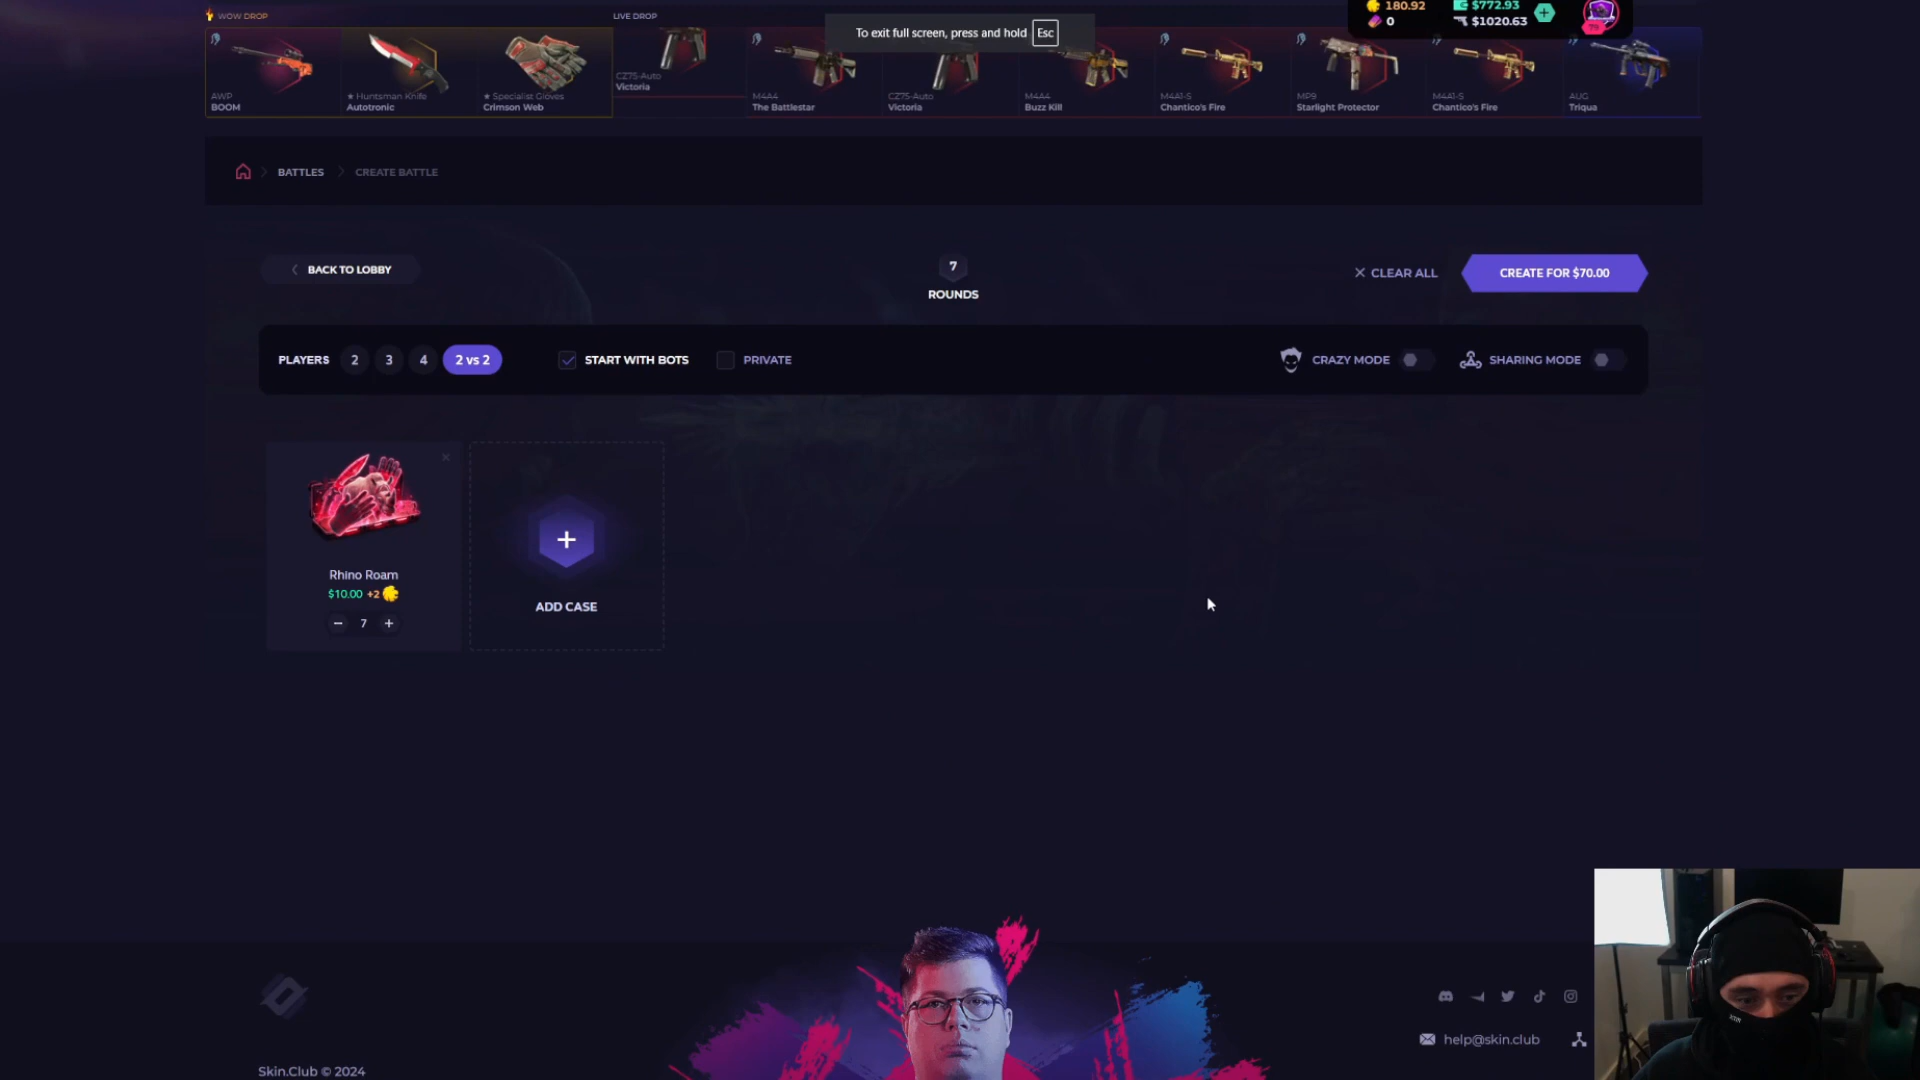 WOW DROP
LIVE DROP
To exit full screen, press and hold Esc
180.92
$772.93
0
$1020.63
AWP
BOOM
★ Huntsman Knife
Autotronic
★ Specialist Gloves
Crimson Web
CZ75-Auto
Victoria
M4A4
The Battlestar
CZ75-Auto
Victoria
M4A4
Buzz Kill
M4A1-S
Chantico's Fire
MP9
Starlight Protector
M4A1-S
Chantico's Fire
AUG
Triqua
BATTLES
CREATE BATTLE
BACK TO LOBBY
7
ROUNDS
CLEAR ALL
CREATE FOR $70.00
PLAYERS 2 3 4 2 vs 2
START WITH BOTS
PRIVATE
CRAZY MODE
SHARING MODE
Rhino Roam
$10.00 +2
− 7 +
+
ADD CASE
help@skin.club
Skin.Club © 2024